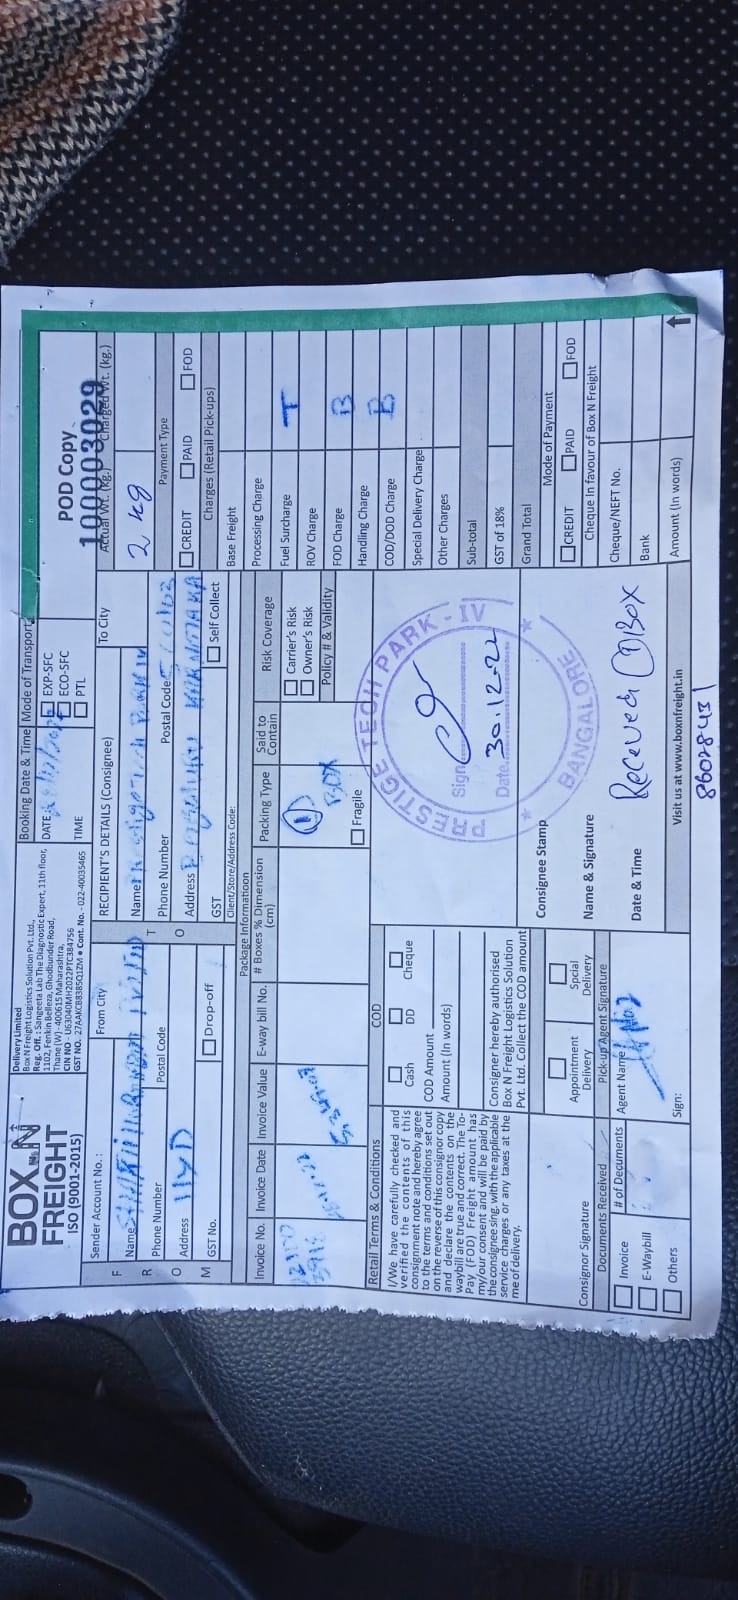 BOX N FREIGHT
ISO (9001-2015)
Delivery Limited
Box N Freight Logistics Solution Pvt. Ltd.,
Reg. Off. : Sangeeta Lab The Diagnostic Expert, 11th floor,
1102, Fenkin Belleza, Ghodbunder Road,
Thane(W) - 400615 Maharashtra,
CIN NO - U63040MH2022PTC384756
GST NO. 27AAKCB8385Q1ZM ● Cont. No. - 022-40035465
Booking Date & Time
DATE
TIME
Mode of Transport
EXP-SFC
ECO-SFC
PTL
POD Copy
100003029
Sender Account No. :
From City
RECIPIENT'S DETAILS (Consignee)
To City
Actual Wt. (kg.)
Charged Wt. (kg.)
2 kg
FROM
Name
Phone Number
Postal Code
Address HYD
GST No.
Drop-off
TO
Name
Phone Number
Postal Code
Address
GST
Self Collect
Client/Store/Address Code:
Payment Type
CREDIT PAID FOD
Charges (Retail Pick-ups)
Base Freight
Processing Charge
Fuel Surcharge T
ROV Charge
FOD Charge B
Handling Charge
COD/DOD Charge B
Special Delivery Charge
Other Charges
Sub-total
GST of 18%
Grand Total
Package Informatioon
Invoice No.
Invoice Date
Invoice Value
E-way bill No.
# Boxes % Dimension (cm)
Packing Type
Said to Contain
Risk Coverage
1
BOX
Fragile
Carrier's Risk
Owner's Risk
Policy # & Validity
Retail Terms & Conditions
I/We have carefully checked and
verified the contents of this
consignment note and hereby agree
to the terms and conditions set out
on the reverse of this consignor copy
and declare the contents on the
waybill are true and correct. The To-
Pay (FOD) Freight amount has
my/our consent and will be paid by
the consignee sing, with the applicable
service charges or any taxes at the
me of delivery.
COD
Cash DD Cheque
COD Amount
Amount (In words)
Consigner hereby authorised
Box N Freight Logistics Solution
Pvt. Ltd. Collect the COD amount
PRESTIGE TECH PARK - IV
Sign
Date 30.12.22
BANGALORE
Consignee Stamp
Name & Signature
Received 1 BOX
Date & Time
Mode of Payment
CREDIT PAID FOD
Cheque In favour of Box N Freight
Cheque/NEFT No.
Bank
Amount (In words)
Consignor Signature
Appointment Delivery
Spcial Delivery
Documents Received
# of Decuments
Pick-up Agent Signature
Invoice
E-Waybill
Others
Agent Name
Sign:
Visit us at www.boxnfreight.in